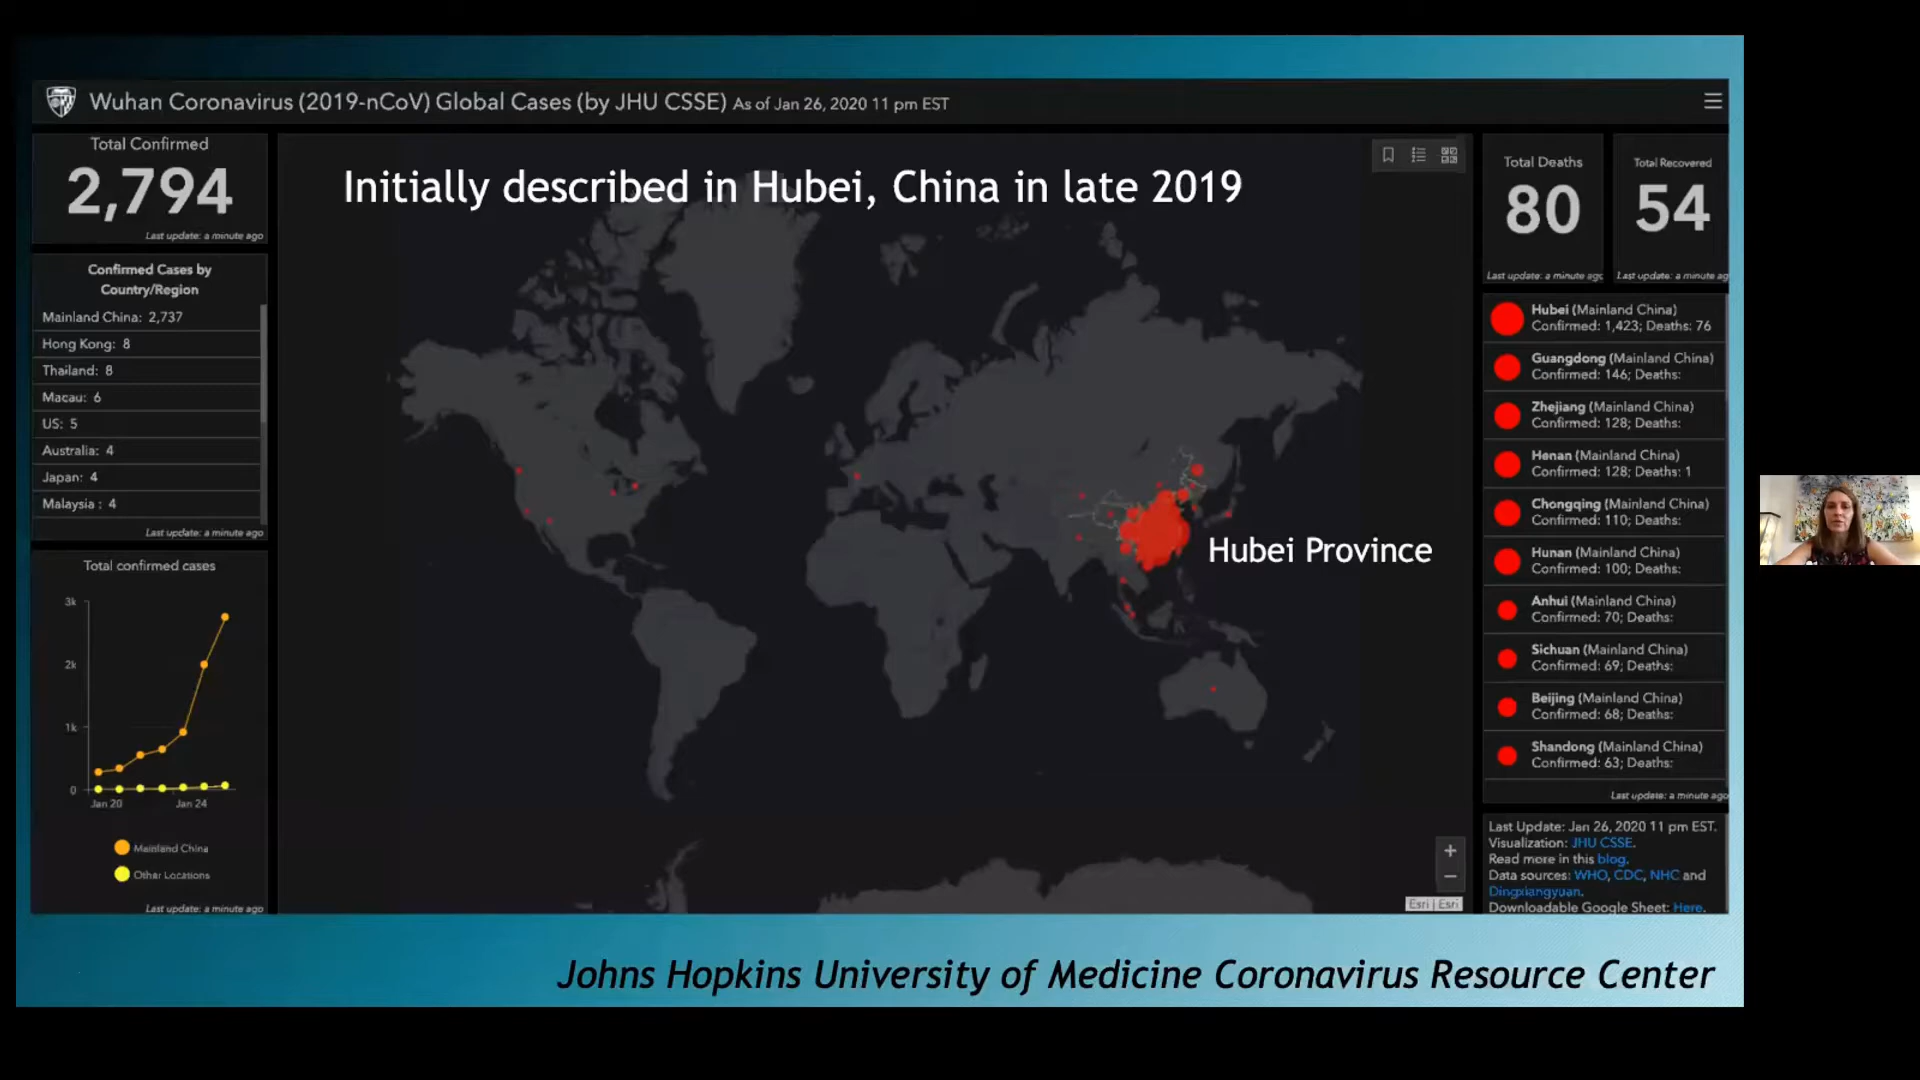 Wuhan Coronavirus (2019-nCoV) Global Cases (by JHU CSSE) As of Jan 26, 2020 11 pm EST
Total Confirmed
2,794
Last update: a minute ago
Confirmed Cases by
Country/Region
Mainland China: 2,737
Hong Kong: 8
Thailand: 8
Macau: 6
US: 5
Australia: 4
Japan: 4
Malaysia : 4
Last update: a minute ago
Total confirmed cases
3k
2k
1k
0
Jan 20
Jan 24
Mainland China
Other Locations
Last update: a minute ago
Initially described in Hubei, China in late 2019
Hubei Province
+
−
Esri | Esri
Total Deaths
80
Last update: a minute ago
Total Recovered
54
Last update: a minute ag
Hubei (Mainland China)
Confirmed: 1,423; Deaths: 76
Guangdong (Mainland China)
Confirmed: 146; Deaths:
Zhejiang (Mainland China)
Confirmed: 128; Deaths:
Henan (Mainland China)
Confirmed: 128; Deaths: 1
Chongqing (Mainland China)
Confirmed: 110; Deaths:
Hunan (Mainland China)
Confirmed: 100; Deaths:
Anhui (Mainland China)
Confirmed: 70; Deaths:
Sichuan (Mainland China)
Confirmed: 69; Deaths:
Beijing (Mainland China)
Confirmed: 68; Deaths:
Shandong (Mainland China)
Confirmed: 63; Deaths:
Last update: a minute ago
Last Update: Jan 26, 2020 11 pm EST.
Visualization: JHU CSSE.
Read more in this blog.
Data sources: WHO, CDC, NHC and
Dingxiangyuan.
Downloadable Google Sheet: Here.
Johns Hopkins University of Medicine Coronavirus Resource Center